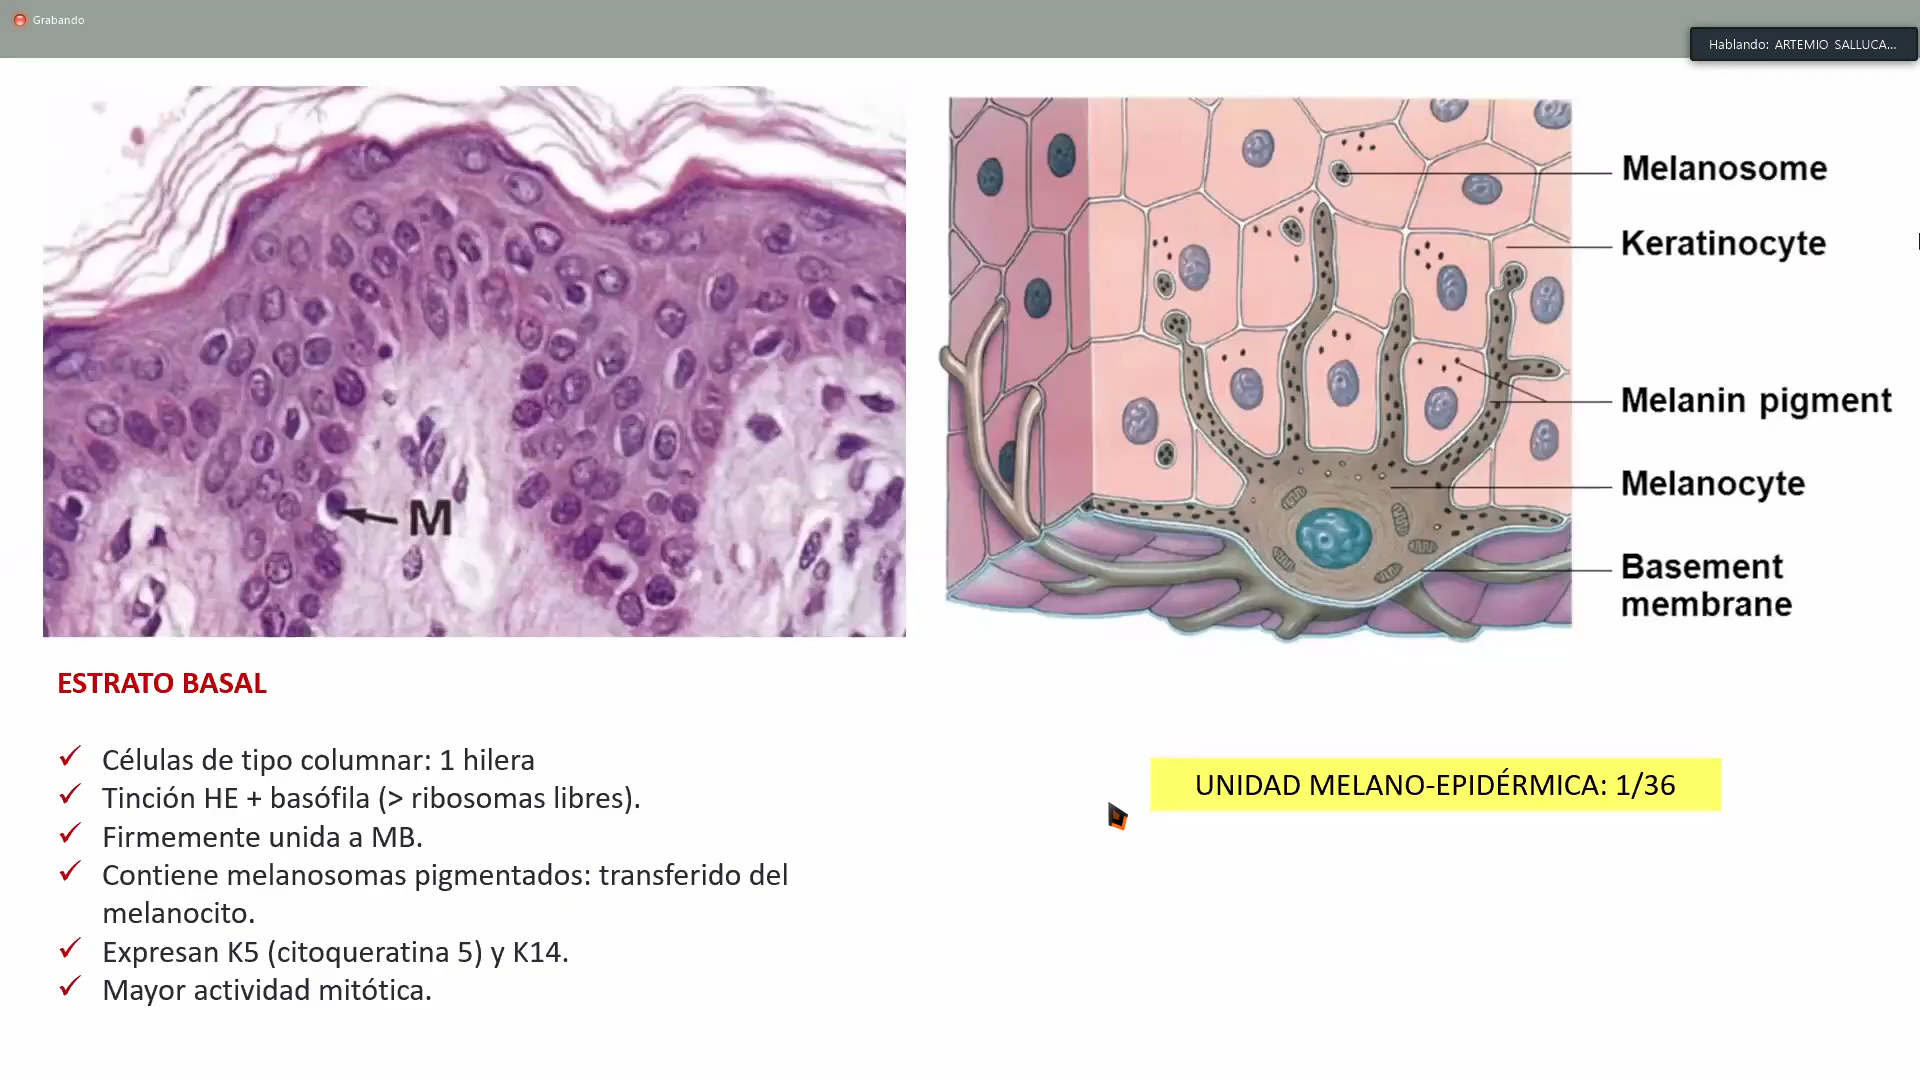 Grabando
Hablando: ARTEMIO SALLUCA...
Melanosome
Keratinocyte
Melanin pigment
Melanocyte
Basement
membrane
M
ESTRATO BASAL
✓ Células de tipo columnar: 1 hilera
✓ Tinción HE + basófila (> ribosomas libres).
✓ Firmemente unida a MB.
✓ Contiene melanosomas pigmentados: transferido del
melanocito.
✓ Expresan K5 (citoqueratina 5) y K14.
✓ Mayor actividad mitótica.
UNIDAD MELANO-EPIDÉRMICA: 1/36